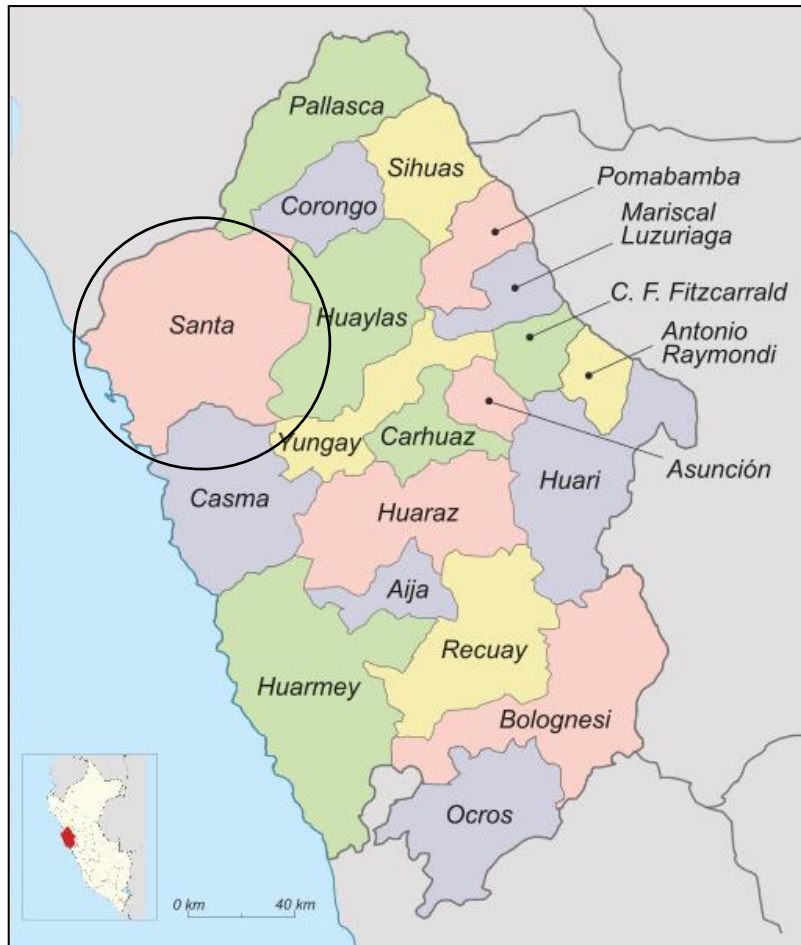 Pallasca
Sihuas
Pomabamba
Corongo
Mariscal
Luzuriaga
Santa
Huaylas
C. F. Fitzcarrald
Antonio
Raymondi
Yungay
Carhuaz
Asunción
Casma
Huari
Huaraz
Aija
Recuay
Huarmey
Bolognesi
Ocros
0 km
40 km